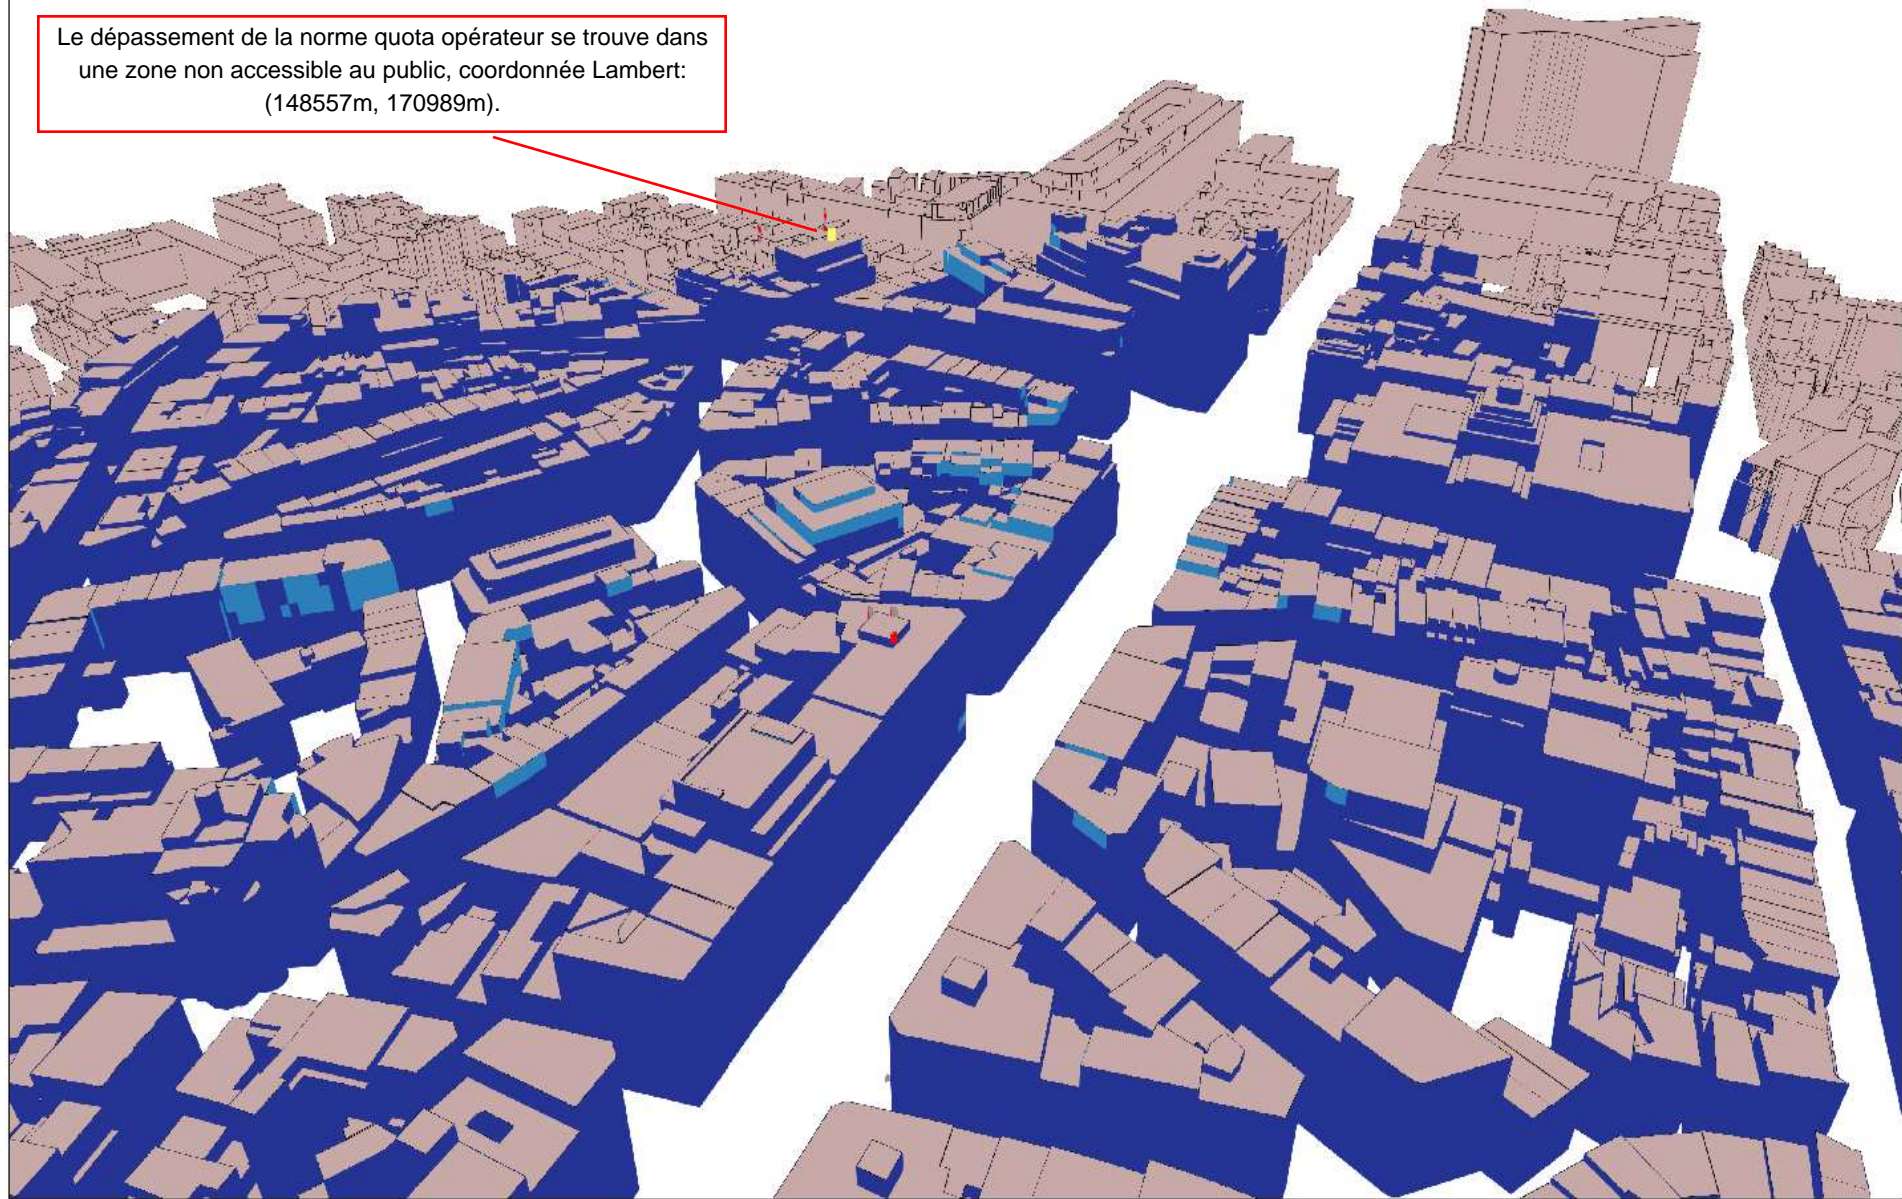 Le dépassement de la norme quota opérateur se trouve dans
une zone non accessible au public, coordonnée Lambert:
(148557m, 170989m).